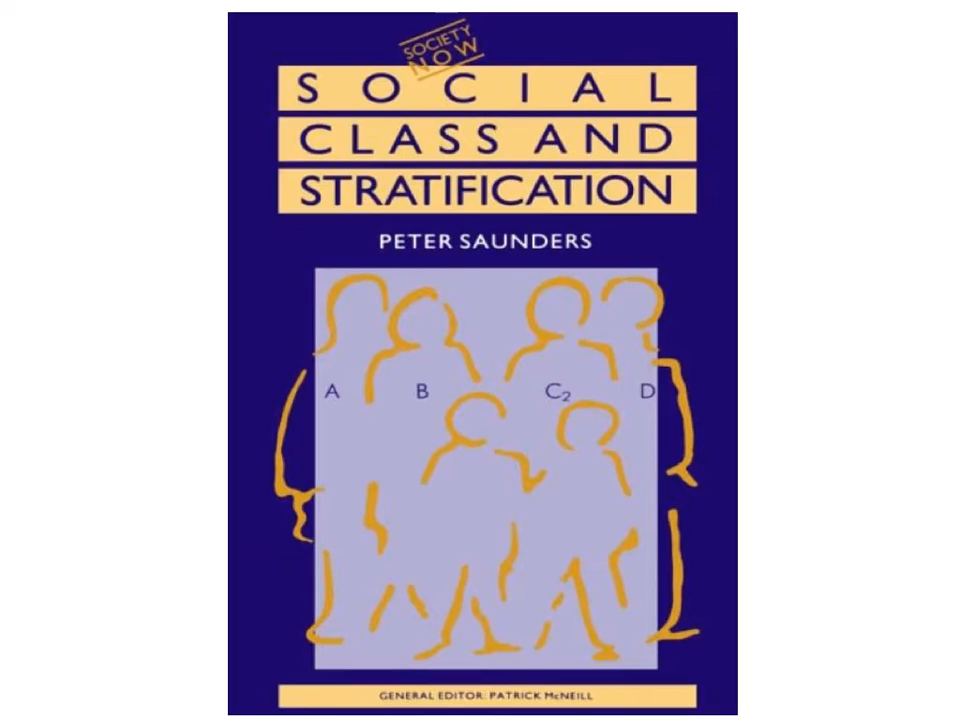 SOCIETY
NOW
SOCIAL
CLASS AND
STRATIFICATION
PETER SAUNDERS
A B C2 D
GENERAL EDITOR: PATRICK McNEILL